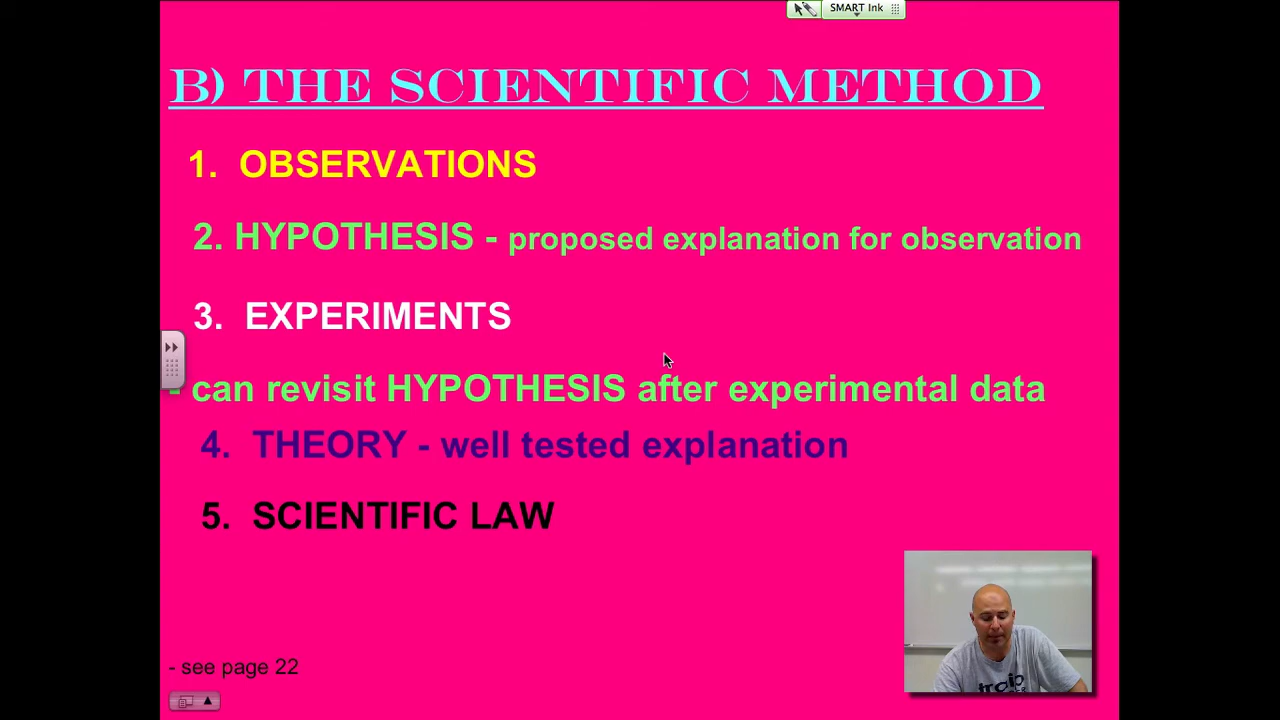 SMART Ink
B) THE SCIENTIFIC METHOD
1. OBSERVATIONS
2. HYPOTHESIS - proposed explanation for observation
3. EXPERIMENTS
can revisit HYPOTHESIS after experimental data
4. THEORY - well tested explanation
5. SCIENTIFIC LAW
- see page 22